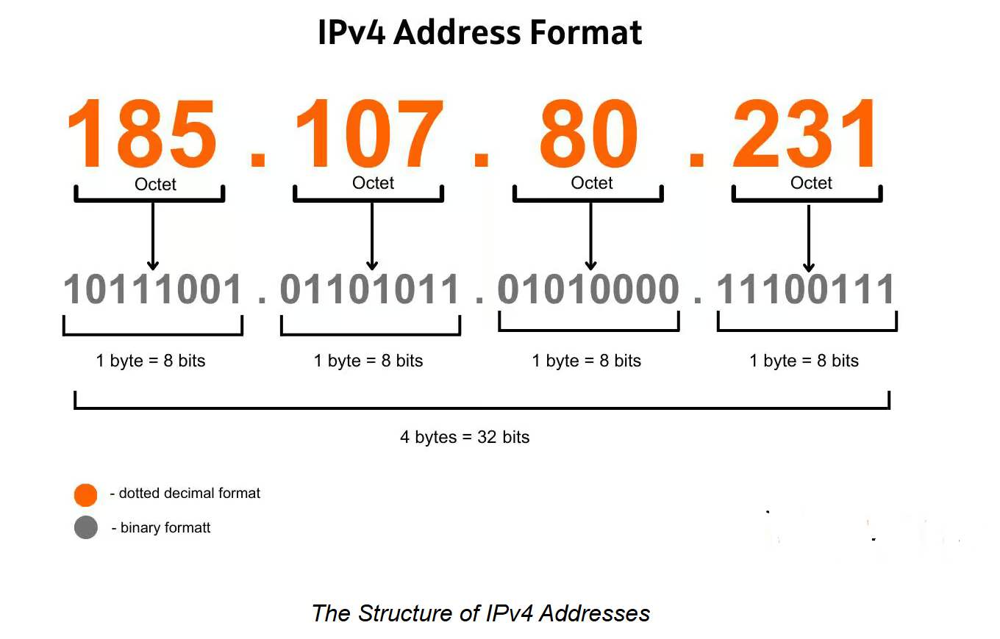 IPv4 Address Format
185 . 107 . 80 . 231
Octet Octet Octet Octet
10111001 . 01101011 . 01010000 . 11100111
1 byte = 8 bits 1 byte = 8 bits 1 byte = 8 bits 1 byte = 8 bits
4 bytes = 32 bits
- dotted decimal format
- binary formatt
The Structure of IPv4 Addresses